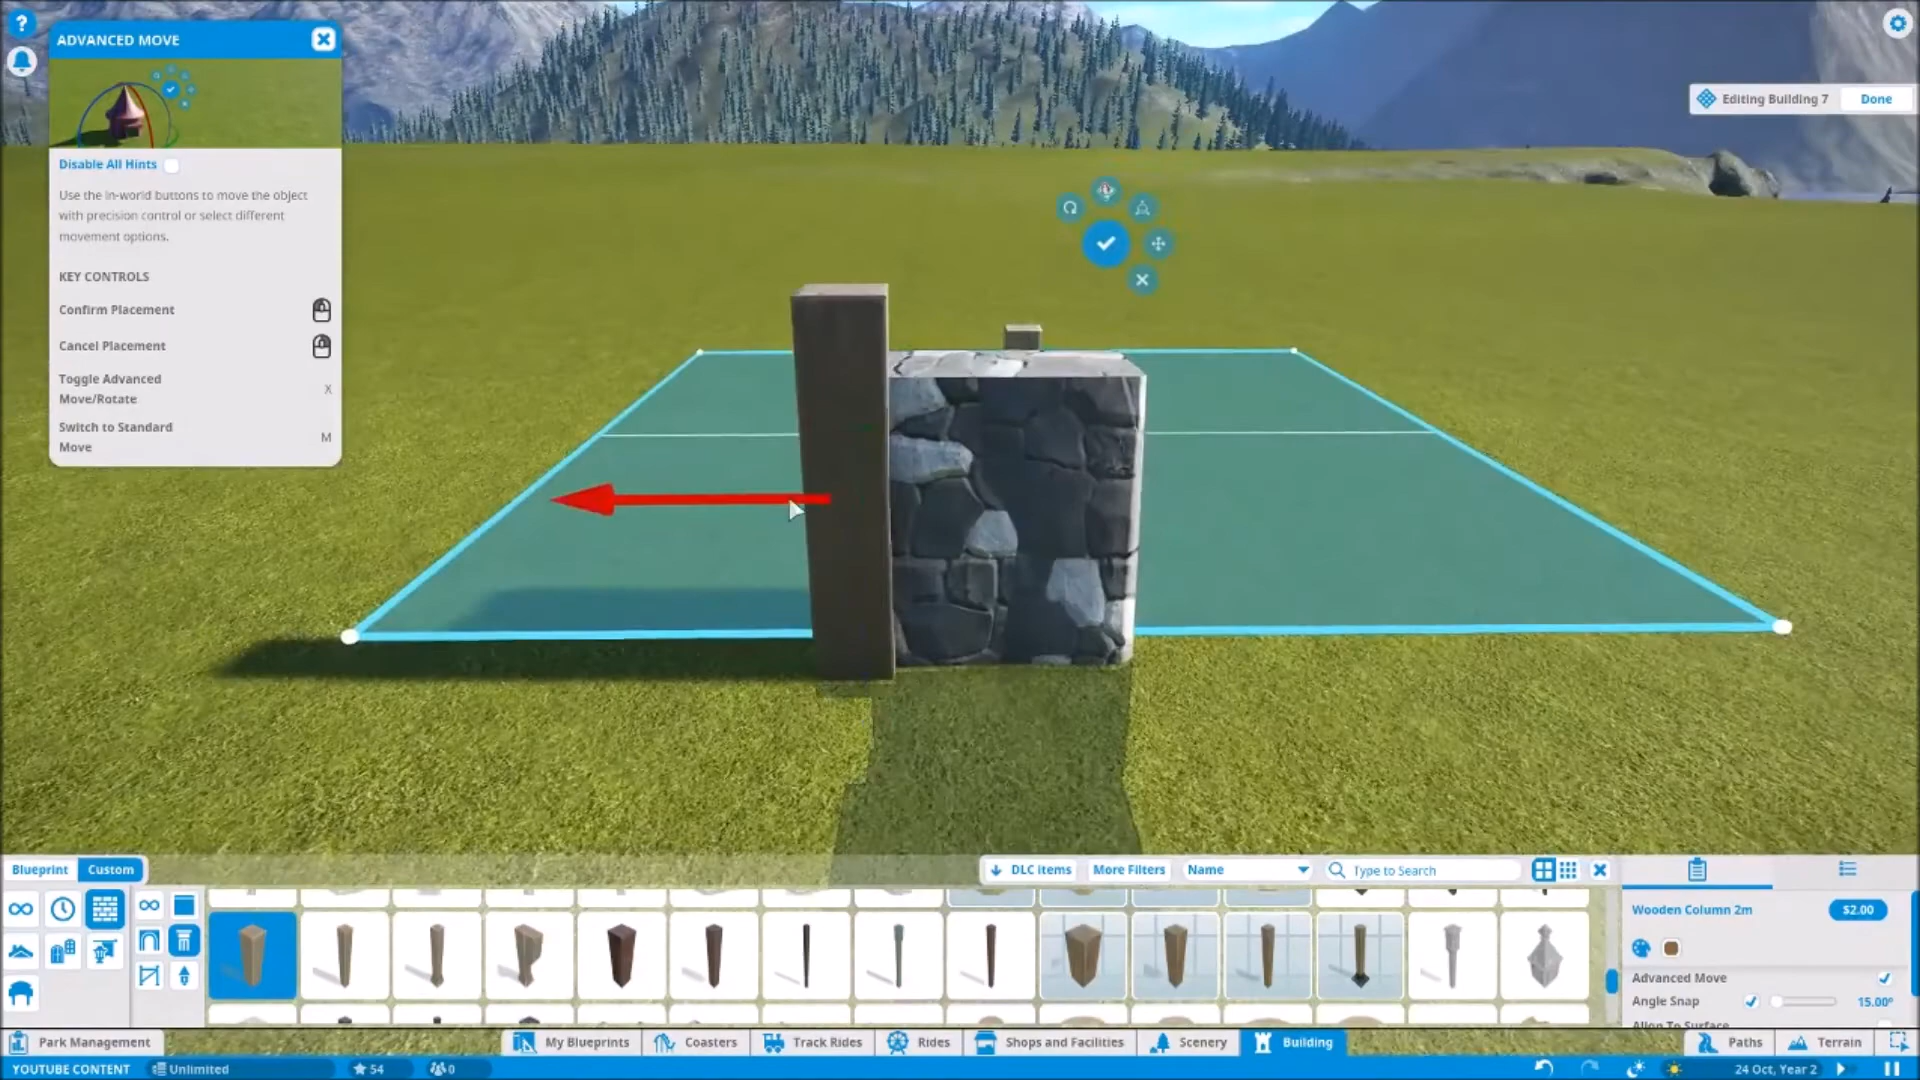 ?
ADVANCED MOVE
Disable All Hints
Use the in-world buttons to move the object
with precision control or select different
movement options.
KEY CONTROLS
Confirm Placement
Cancel Placement
Toggle Advanced
Move/Rotate
X
Switch to Standard
Move
M
Editing Building 7
Done
Blueprint
Custom
DLC items
More Filters
Name
Type to Search
Wooden Column 2m
$2.00
Advanced Move
Angle Snap
15.00°
Align To Surface
Park Management
My Blueprints
Coasters
Track Rides
Rides
Shops and Facilities
Scenery
Building
Paths
Terrain
YOUTUBE CONTENT
Unlimited
54
0
24 Oct, Year 2